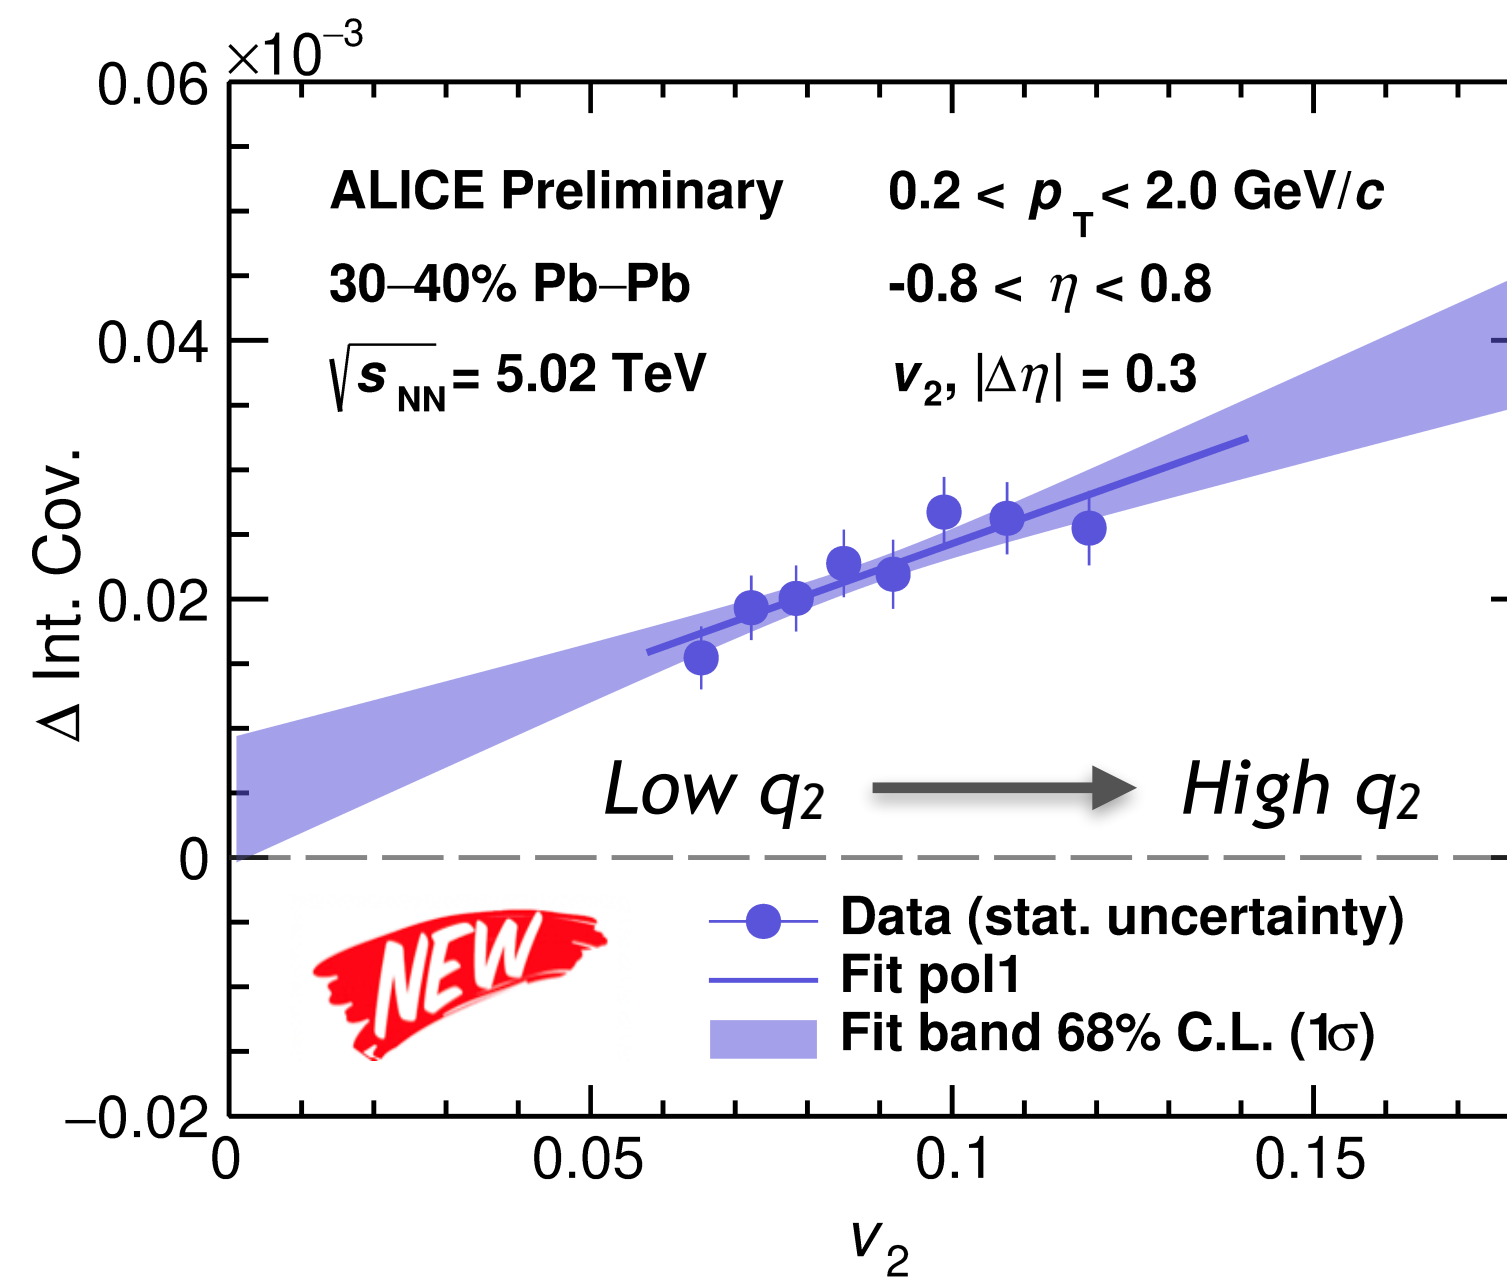 ×10⁻³
0.06
0.04
0.02
0
−0.02
Δ Int. Cov.
ALICE Preliminary
30–40% Pb–Pb
√s NN = 5.02 TeV
0.2 < p T < 2.0 GeV/c
-0.8 < η < 0.8
v2, |Δη| = 0.3
Low q2
High q2
NEW
Data (stat. uncertainty)
Fit pol1
Fit band 68% C.L. (1σ)
0 0.05 0.1 0.15
v2